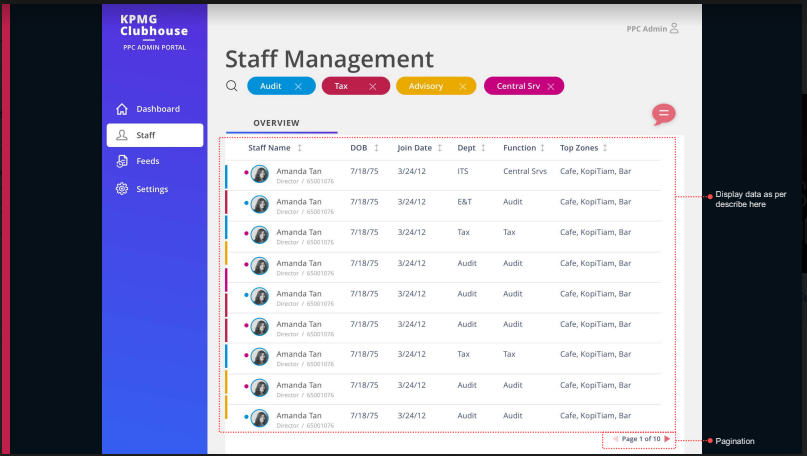 KPMG
Clubhouse
PPC ADMIN PORTAL
PPC Admin
Staff Management
Audit Tax Advisory Central Srv
OVERVIEW
Dashboard
Staff
Feeds
Settings
Staff Name DOB Join Date Dept Function Top Zones
Amanda Tan 7/18/75 3/24/12 ITS Central Srvs Cafe, KopiTiam, Bar
Director / 65001076
Amanda Tan 7/18/75 3/24/12 E&T Audit Cafe, KopiTiam, Bar
Director / 65001076
Amanda Tan 7/18/75 3/24/12 Tax Tax Cafe, KopiTiam, Bar
Director / 65001076
Amanda Tan 7/18/75 3/24/12 Audit Audit Cafe, KopiTiam, Bar
Director / 65001076
Amanda Tan 7/18/75 3/24/12 Audit Audit Cafe, KopiTiam, Bar
Director / 65001076
Amanda Tan 7/18/75 3/24/12 Audit Audit Cafe, KopiTiam, Bar
Director / 65001076
Amanda Tan 7/18/75 3/24/12 Tax Tax Cafe, KopiTiam, Bar
Director / 65001076
Amanda Tan 7/18/75 3/24/12 Audit Audit Cafe, KopiTiam, Bar
Director / 65001076
Amanda Tan 7/18/75 3/24/12 Audit Audit Cafe, KopiTiam, Bar
Director / 65001076
Page 1 of 10
Display data as per
describe here
Pagination